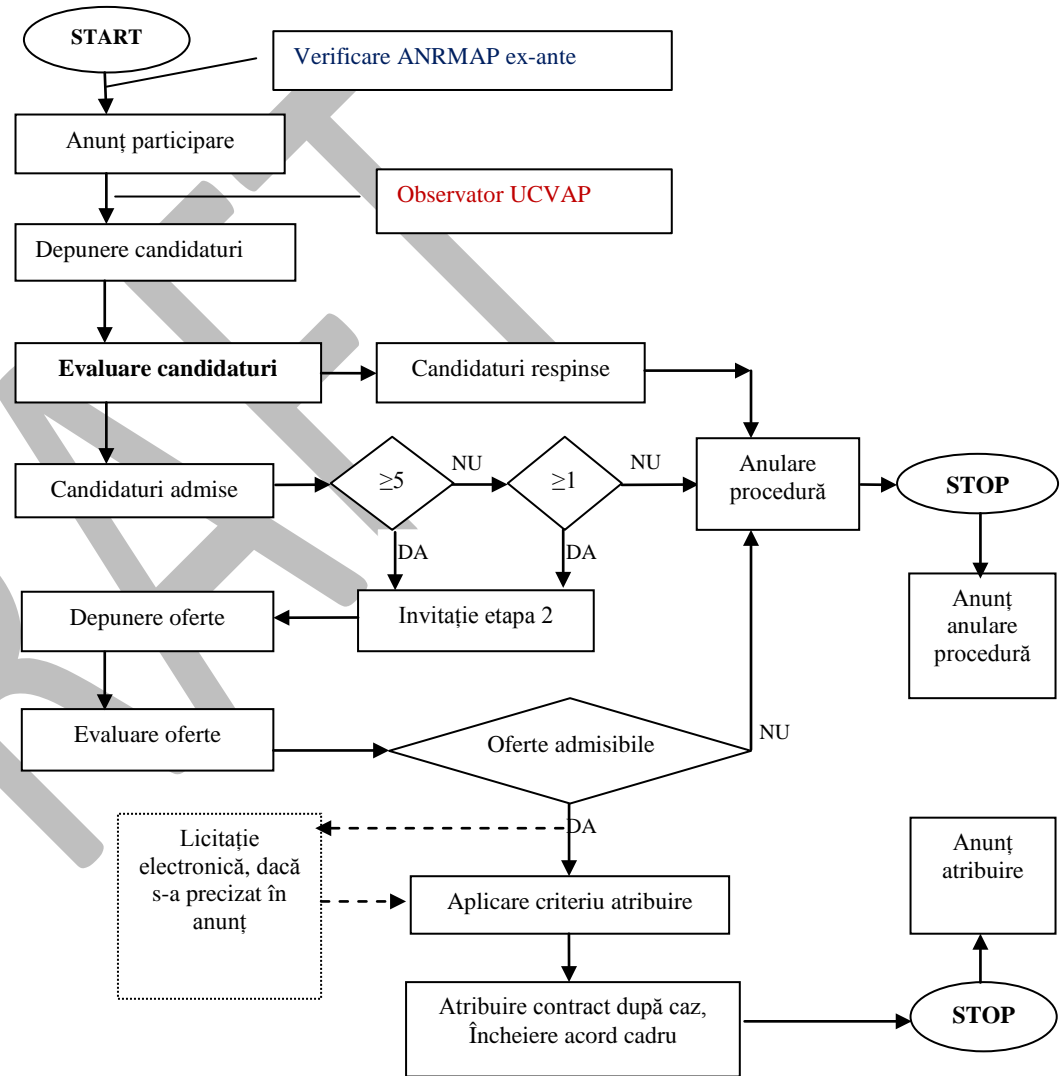 START
Verificare ANRMAP ex-ante
Anunț participare
Observator UCVAP
Depunere candidaturi
Evaluare candidaturi
Candidaturi respinse
Candidaturi admise
≥5
NU
≥1
NU
Anulare
procedură
STOP
DA
DA
Depunere oferte
Invitație etapa 2
Anunț
anulare
procedură
Evaluare oferte
Oferte admisibile
NU
DA
Licitație
electronică, dacă
s-a precizat în
anunț
Anunț
atribuire
Aplicare criteriu atribuire
Atribuire contract după caz,
Încheiere acord cadru
STOP
DRAFT